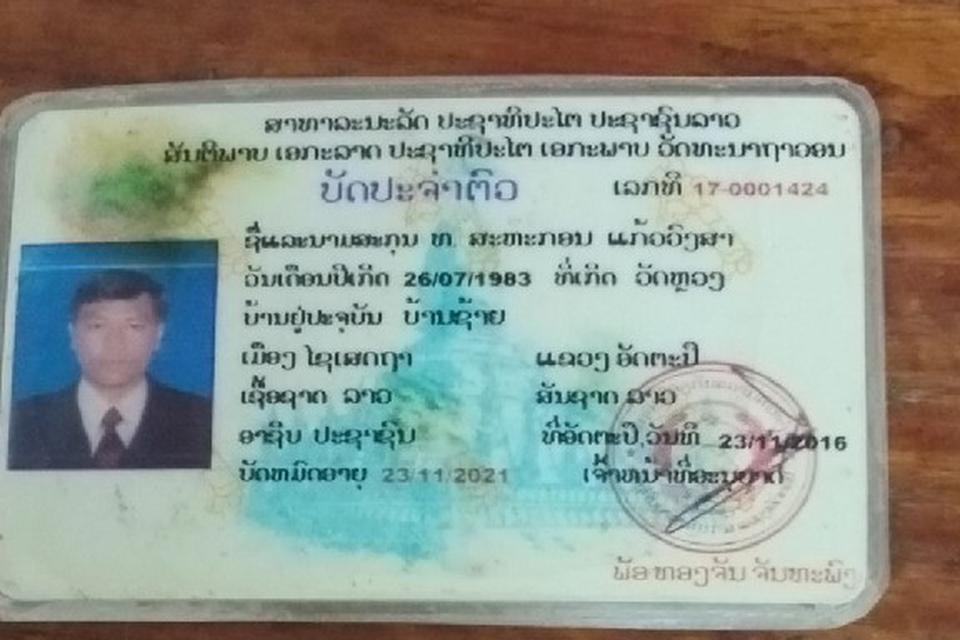 ສາທາລະນະລັດ ປະຊາທິປະໄຕ ປະຊາຊົນລາວ
ສັນຕິພາບ ເອກະລາດ ປະຊາທິປະໄຕ ເອກະພາບ ວັດທະນາຖາວອນ
ບັດປະຈຳຕົວ ເລກທີ 17-0001424
ຊື່ແລະນາມສະກຸນ ທ. ສະຫະກອນ ແກ້ວວົງສາ
ວັນເດືອນປີເກີດ 26/07/1983 ທີ່ເກີດ ວັດຫຼວງ
ບ້ານຢູ່ປະຈຸບັນ ບ້ານຊ້າຍ
ເມືອງ ໄຊເສດຖາ ແຂວງ ອັດຕະປື
ເຊື້ອຊາດ ລາວ ສັນຊາດ ລາວ
ອາຊີບ ປະຊາຊົນ ທີ່ອັດຕະປື,ວັນທີ 23/11/2016
ບັດຫມົດອາຍຸ 23/11/2021 ເຈົ້າຫນ້າທີ່ອະນຸຍາດ
ພັອ ທອງຈັນ ຈັນທະພົງ